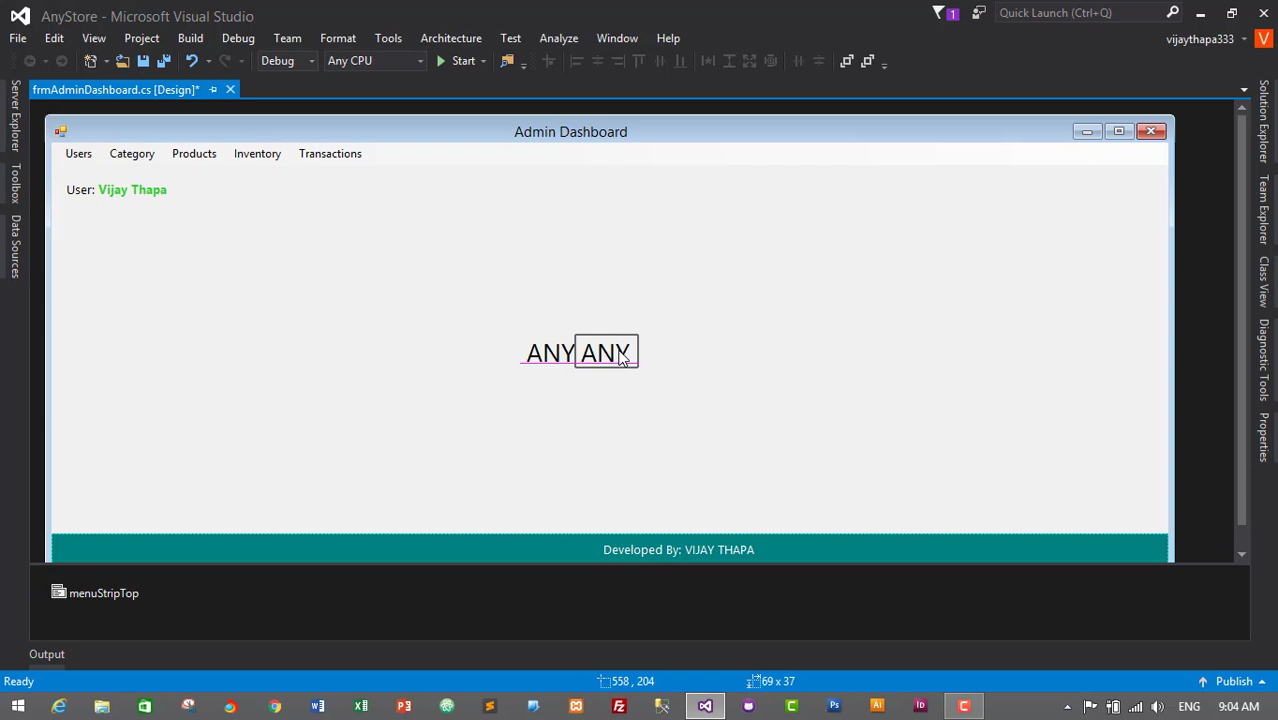 AnyStore - Microsoft Visual Studio
1
Quick Launch (Ctrl+Q)
File Edit View Project Build Debug Team Format Tools Architecture Test Analyze Window Help
vijaythapa333
V
Debug
Any CPU
Start
frmAdminDashboard.cs [Design]*
Server Explorer
Toolbox
Data Sources
Admin Dashboard
Users Category Products Inventory Transactions
User: Vijay Thapa
ANY ANY
Developed By: VIJAY THAPA
menuStripTop
Output
Solution Explorer
Team Explorer
Class View
Diagnostic Tools
Properties
Ready
558 , 204
69 x 37
Publish
ENG
9:04 AM